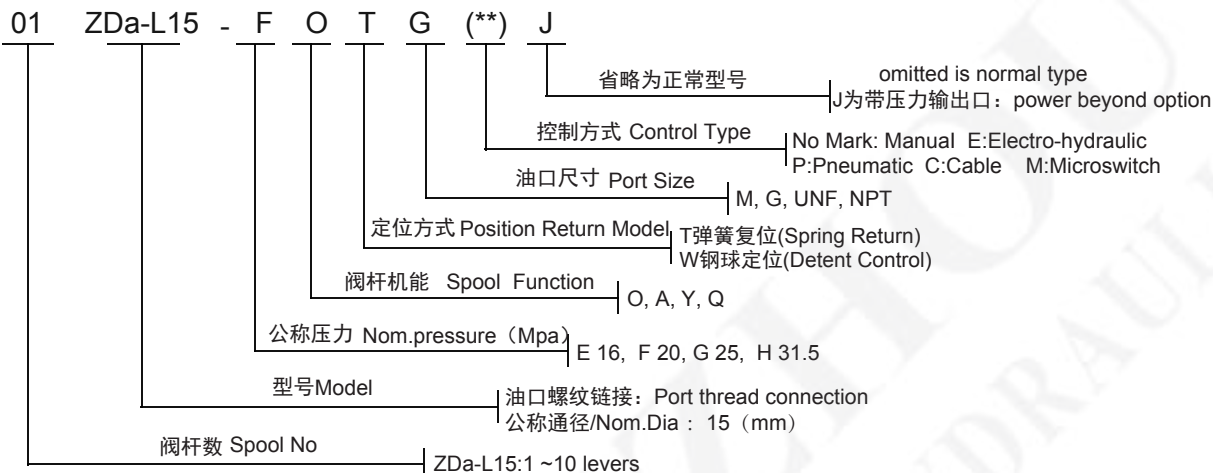 01 ZDa-L15 - F O T G (**) J
省略为正常型号 omitted is normal type
J为带压力输出口：power beyond option
控制方式 Control Type No Mark: Manual E:Electro-hydraulic
P:Pneumatic C:Cable M:Microswitch
油口尺寸 Port Size M, G, UNF, NPT
定位方式 Position Return Model T弹簧复位(Spring Return)
W钢球定位(Detent Control)
阀杆机能 Spool Function O, A, Y, Q
公称压力 Nom.pressure（Mpa） E 16, F 20, G 25, H 31.5
型号Model 油口螺纹链接：Port thread connection
公称通径/Nom.Dia：15（mm）
阀杆数 Spool No ZDa-L15:1 ~10 levers